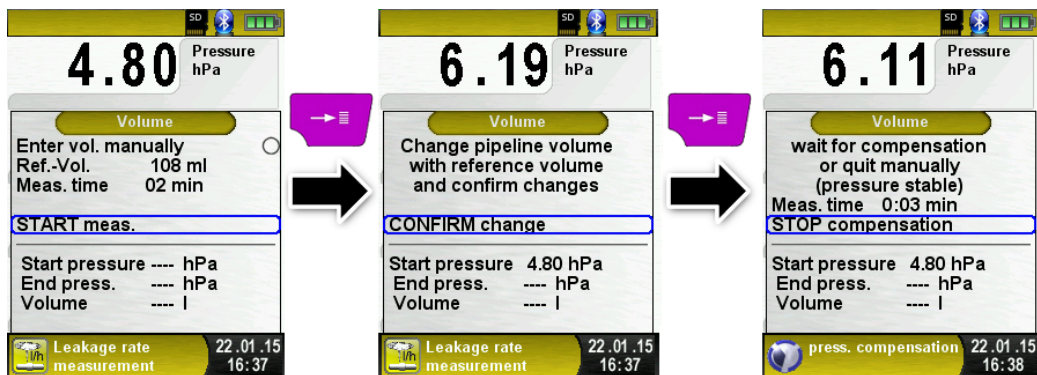 SD
4.80 Pressure
hPa
Volume
Enter vol. manually
Ref.-Vol. 108 ml
Meas. time 02 min
START meas.
Start pressure ---- hPa
End press. ---- hPa
Volume ---- l
l/h Leakage rate
measurement
22.01.15
16:37
SD
6.19 Pressure
hPa
Volume
Change pipeline volume
with reference volume
and confirm changes
CONFIRM change
Start pressure 4.80 hPa
End press. ---- hPa
Volume ---- l
l/h Leakage rate
measurement
22.01.15
16:37
SD
6.11 Pressure
hPa
Volume
wait for compensation
or quit manually
(pressure stable)
Meas. time 0:03 min
STOP compensation
Start pressure 4.80 hPa
End press. ---- hPa
Volume ---- l
press. compensation
22.01.15
16:38